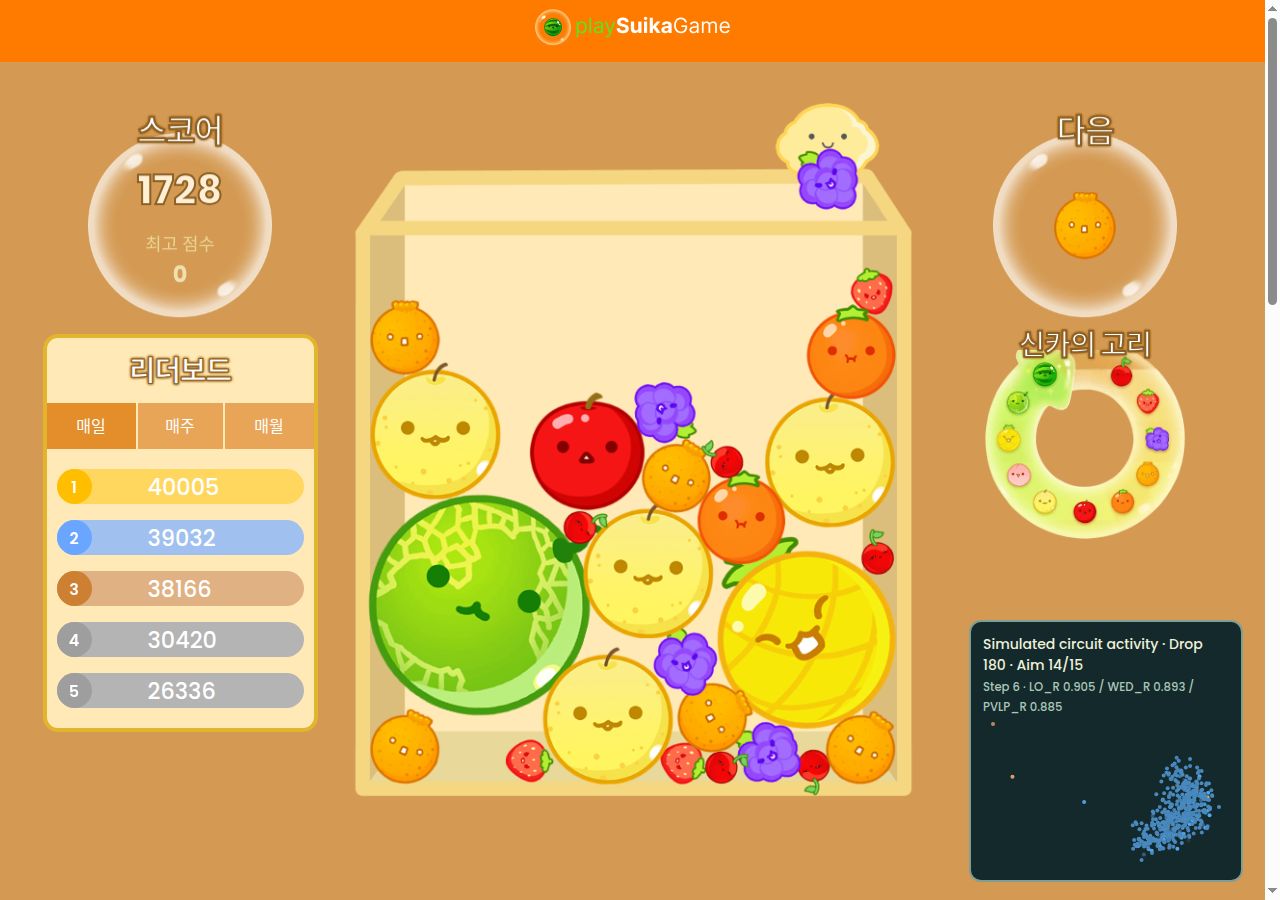 playSuikaGame
스코어
1728
최고 점수
0
리더보드
매일 매주 매월
1 40005
2 39032
3 38166
4 30420
5 26336
다음
신카의 고리
Simulated circuit activity · Drop
180 · Aim 14/15
Step 6 · LO_R 0.905 / WED_R 0.893 /
PVLP_R 0.885